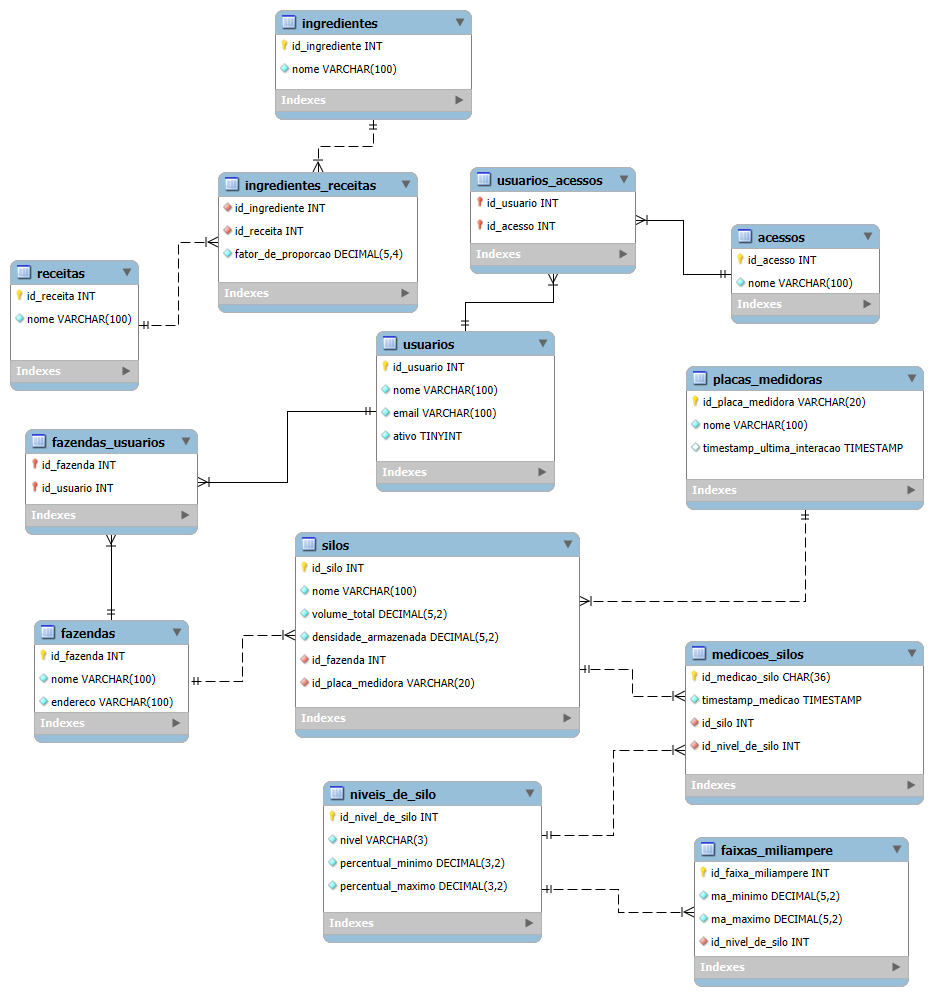 ingredientes
id_ingrediente INT
nome VARCHAR(100)
Indexes
ingredientes_receitas
id_ingrediente INT
id_receita INT
fator_de_proporcao DECIMAL(5,4)
Indexes
usuarios_acessos
id_usuario INT
id_acesso INT
Indexes
acessos
id_acesso INT
nome VARCHAR(100)
Indexes
receitas
id_receita INT
nome VARCHAR(100)
Indexes
usuarios
id_usuario INT
nome VARCHAR(100)
email VARCHAR(100)
ativo TINYINT
Indexes
placas_medidoras
id_placa_medidora VARCHAR(20)
nome VARCHAR(100)
timestamp_ultima_interacao TIMESTAMP
Indexes
fazendas_usuarios
id_fazenda INT
id_usuario INT
Indexes
silos
id_silo INT
nome VARCHAR(100)
volume_total DECIMAL(5,2)
densidade_armazenada DECIMAL(5,2)
id_fazenda INT
id_placa_medidora VARCHAR(20)
Indexes
fazendas
id_fazenda INT
nome VARCHAR(100)
endereco VARCHAR(100)
Indexes
medicoes_silos
id_medicao_silo CHAR(36)
timestamp_medicao TIMESTAMP
id_silo INT
id_nivel_de_silo INT
Indexes
niveis_de_silo
id_nivel_de_silo INT
nivel VARCHAR(3)
percentual_minimo DECIMAL(3,2)
percentual_maximo DECIMAL(3,2)
Indexes
faixas_miliampere
id_faixa_miliampere INT
ma_minimo DECIMAL(5,2)
ma_maximo DECIMAL(5,2)
id_nivel_de_silo INT
Indexes